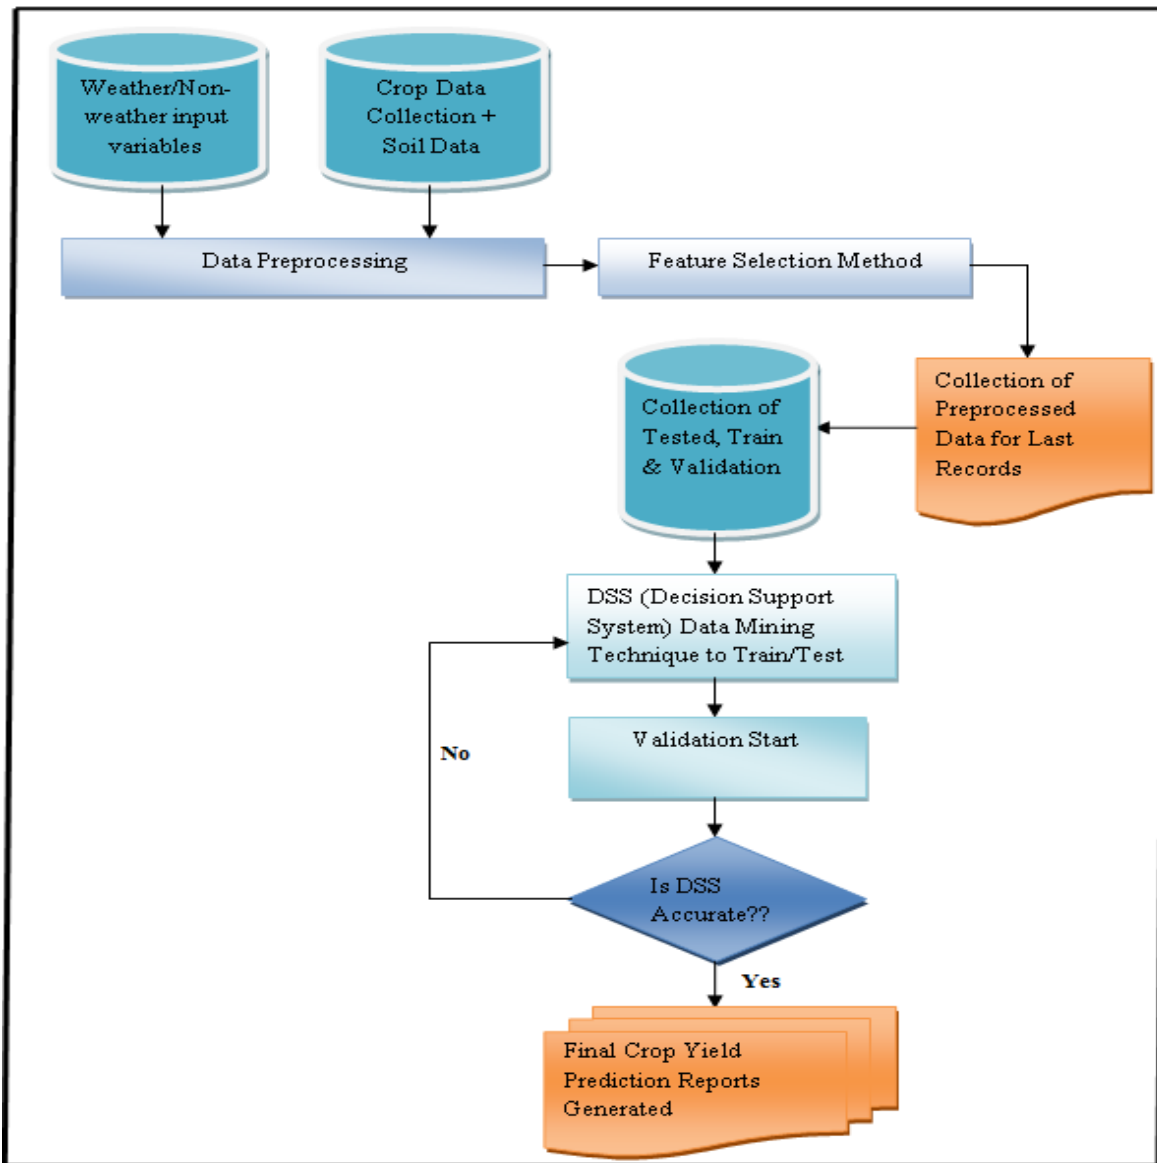 Weather/Non-
weather input
variables
Crop Data
Collection +
Soil Data
Data Preprocessing
Feature Selection Method
Collection of
Preprocessed
Data for Last
Records
Collection of
Tested, Train
& Validation
DSS (Decision Support
System) Data Mining
Technique to Train/Test
Validation Start
No
Is DSS
Accurate??
Yes
Final Crop Yield
Prediction Reports
Generated